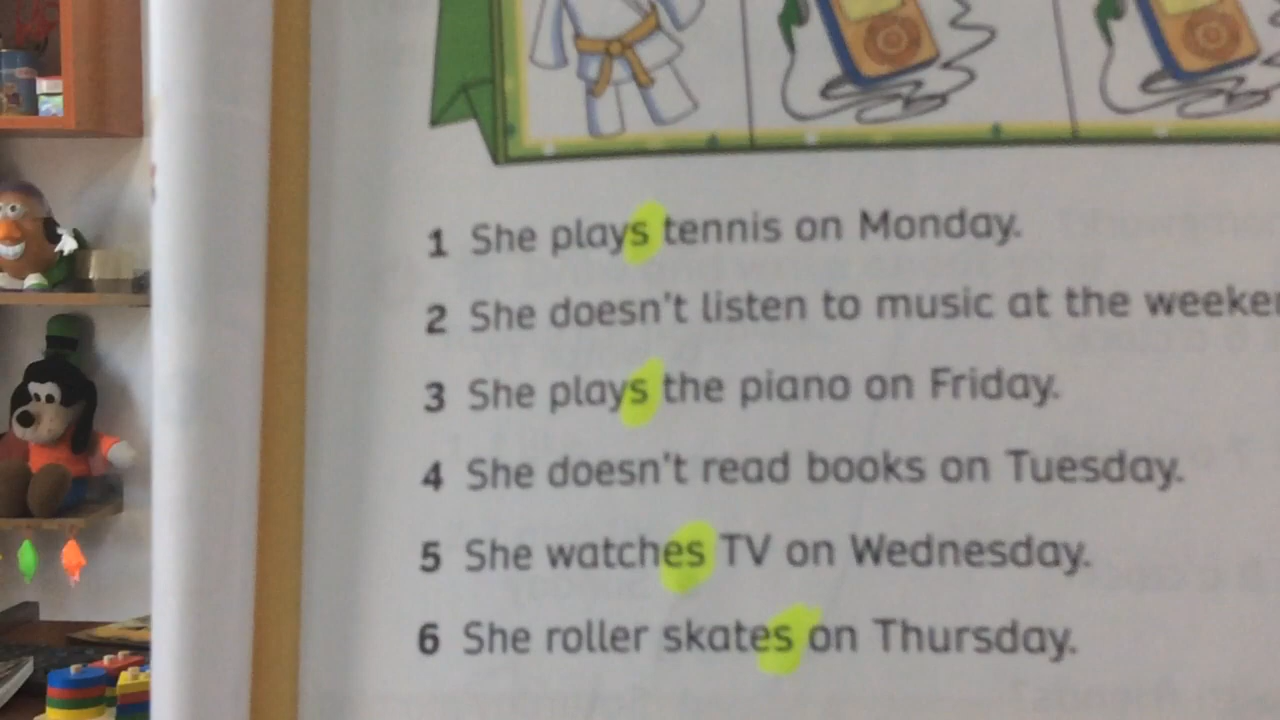 1 She plays tennis on Monday.
2 She doesn't listen to music at the
3 She plays the piano on Friday.
4 She doesn't read books on Tuesday.
5 She watches TV on Wednesday.
6 She roller skates on Thursday.